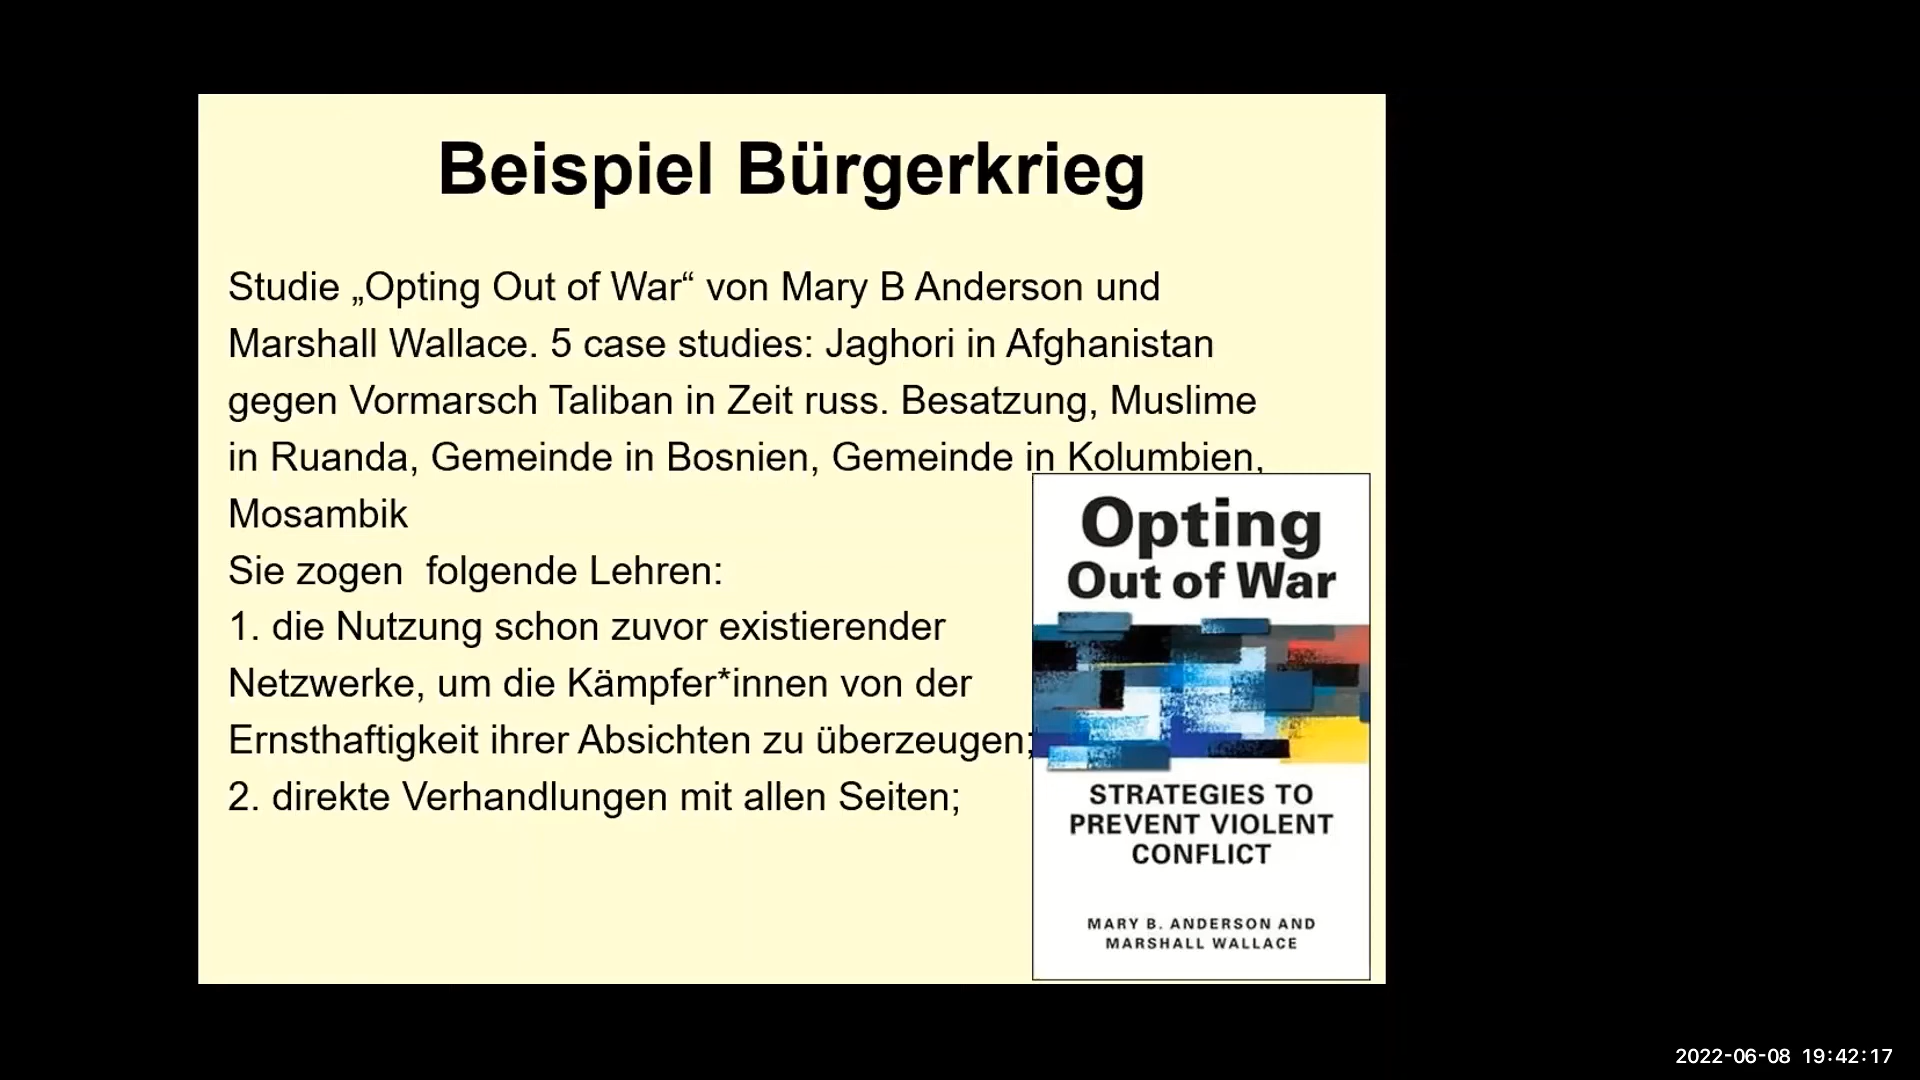 Beispiel Bürgerkrieg
Studie „Opting Out of War“ von Mary B Anderson und
Marshall Wallace. 5 case studies: Jaghori in Afghanistan
gegen Vormarsch Taliban in Zeit russ. Besatzung, Muslime
in Ruanda, Gemeinde in Bosnien, Gemeinde in Kolumbien,
Mosambik
Sie zogen  folgende Lehren:
1. die Nutzung schon zuvor existierender
Netzwerke, um die Kämpfer*innen von der
Ernsthaftigkeit ihrer Absichten zu überzeugen;
2. direkte Verhandlungen mit allen Seiten;
Opting
Out of War
STRATEGIES TO
PREVENT VIOLENT
CONFLICT
MARY B. ANDERSON AND
MARSHALL WALLACE
2022-06-08 19:42:17